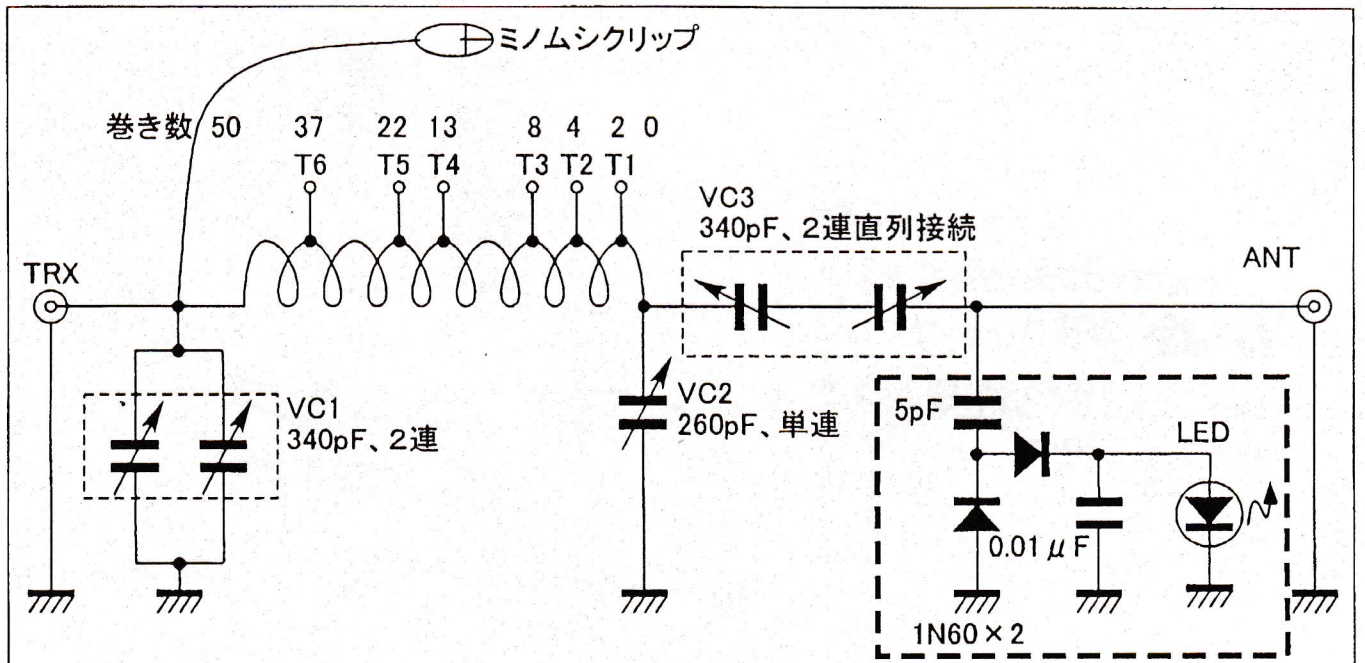 ミノムシクリップ
巻き数 50 37 22 13 8 4 2 0
T6 T5 T4 T3 T2 T1
VC3
340pF、2連直列接続
TRX
ANT
VC1
340pF、2連
VC2
260pF、単連
5pF
LED
0.01μF
1N60×2